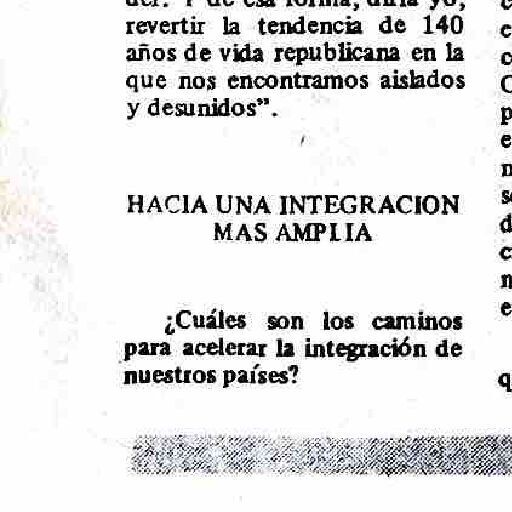 der. Y de esa forma, diría yo,
revertir la tendencia de 140
años de vida republicana en la
que nos encontramos aislados
y desunidos".
HACIA UNA INTEGRACION
MAS AMPLIA
¿Cuáles son los caminos
para acelerar la integración de
nuestros países?